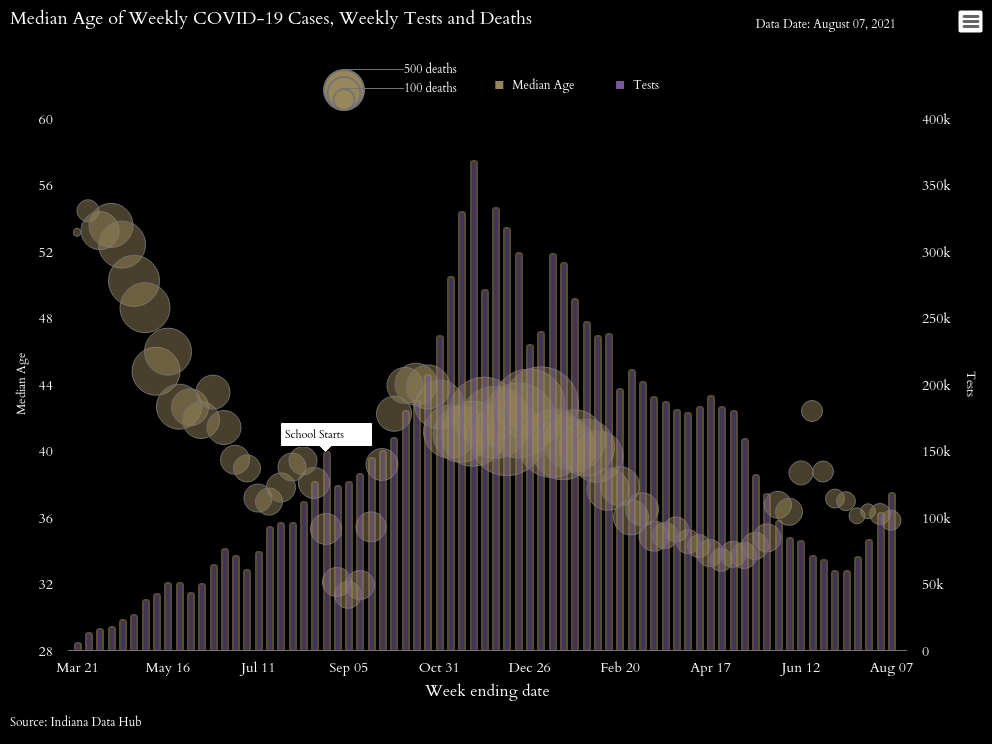 Median Age of Weekly COVID-19 Cases, Weekly Tests and Deaths
Data Date: August 07, 2021
500 deaths
100 deaths
Median Age
Tests
60
400k
56
350k
52
300k
48
250k
44
200k
Median Age
Tests
School Starts
40
150k
36
100k
32
50k
28
0
Mar 21
May 16
Jul 11
Sep 05
Oct 31
Dec 26
Feb 20
Apr 17
Jun 12
Aug 07
Week ending date
Source: Indiana Data Hub